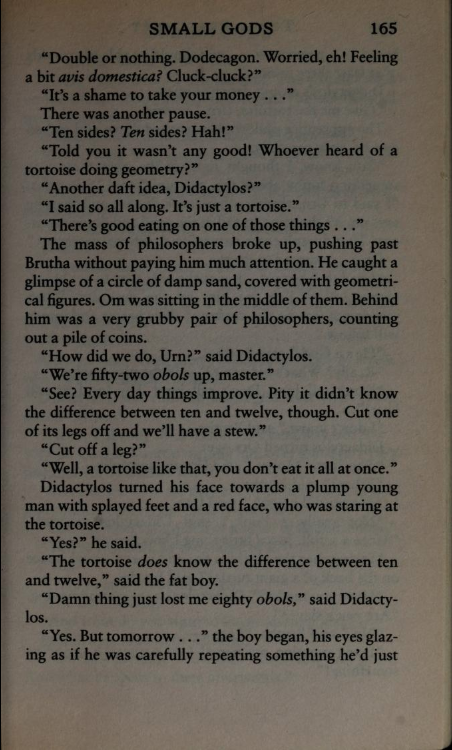 SMALL GODS 165
“Double or nothing. Dodecagon. Worried, eh! Feeling
a bit avis domestica? Cluck-cluck?”
“It’s a shame to take your money . . .”
There was another pause.
“Ten sides? Ten sides? Hah!”
“Told you it wasn’t any good! Whoever heard of a
tortoise doing geometry?”
“Another daft idea, Didactylos?”
“I said so all along. It’s just a tortoise.”
“There’s good eating on one of those things . . .”
The mass of philosophers broke up, pushing past
Brutha without paying him much attention. He caught a
glimpse of a circle of damp sand, covered with geometri-
cal figures. Om was sitting in the middle of them. Behind
him was a very grubby pair of philosophers, counting
out a pile of coins.
“How did we do, Urn?” said Didactylos.
“We’re fifty-two obols up, master.”
“See? Every day things improve. Pity it didn’t know
the difference between ten and twelve, though. Cut one
of its legs off and we’ll have a stew.”
“Cut off a leg?”
“Well, a tortoise like that, you don’t eat it all at once.”
Didactylos turned his face towards a plump young
man with splayed feet and a red face, who was staring at
the tortoise.
“Yes?” he said.
“The tortoise does know the difference between ten
and twelve,” said the fat boy.
“Damn thing just lost me eighty obols,” said Didacty-
los.
“Yes. But tomorrow . . .” the boy began, his eyes glaz-
ing as if he was carefully repeating something he’d just